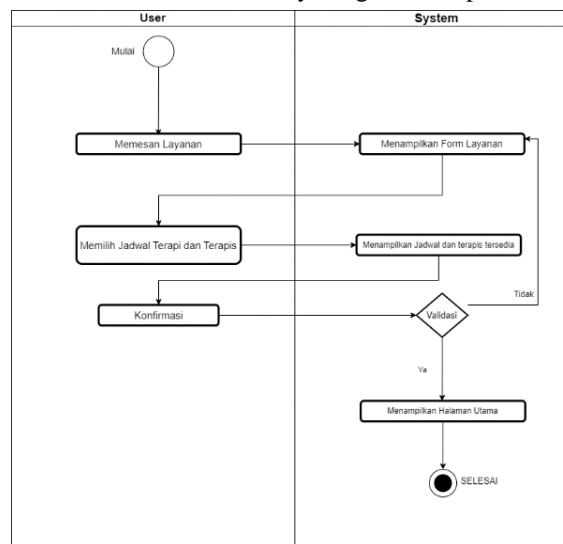 User
System
Mulai
Memesan Layanan
Menampilkan Form Layanan
Memilih Jadwal Terapi dan Terapis
Menampilkan Jadwal dan terapis tersedia
Tidak
Konfirmasi
Validasi
Ya
Menampilkan Halaman Utama
SELESAI